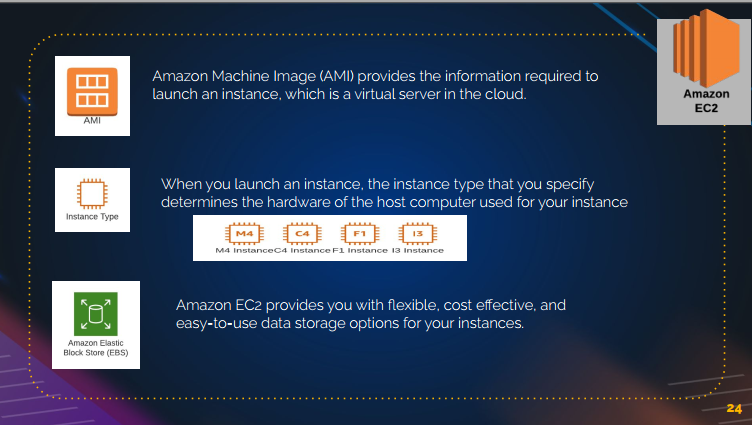 Amazon
EC2
AMI
Amazon Machine Image (AMI) provides the information required to
launch an instance, which is a virtual server in the cloud.
Instance Type
When you launch an instance, the instance type that you specify
determines the hardware of the host computer used for your instance
M4 C4 F1 I3
M4 Instance C4 Instance F1 Instance I3 Instance
Amazon Elastic
Block Store (EBS)
Amazon EC2 provides you with flexible, cost effective, and
easy-to-use data storage options for your instances.
24